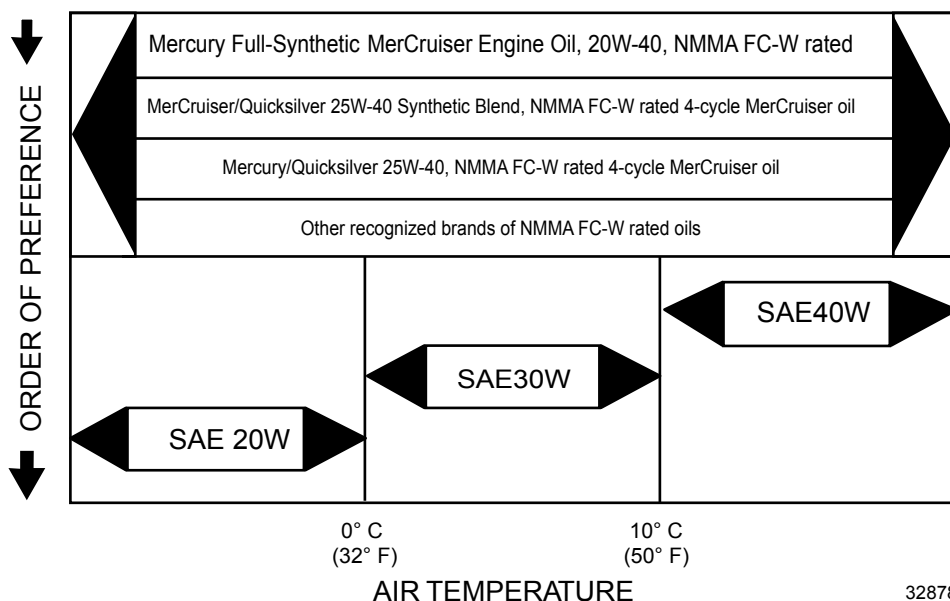 ORDER OF PREFERENCE
Mercury Full-Synthetic MerCruiser Engine Oil, 20W-40, NMMA FC-W rated
MerCruiser/Quicksilver 25W-40 Synthetic Blend, NMMA FC-W rated 4-cycle MerCruiser oil
Mercury/Quicksilver 25W-40, NMMA FC-W rated 4-cycle MerCruiser oil
Other recognized brands of NMMA FC-W rated oils
SAE40W
SAE30W
SAE 20W
0° C
(32° F)
10° C
(50° F)
AIR TEMPERATURE